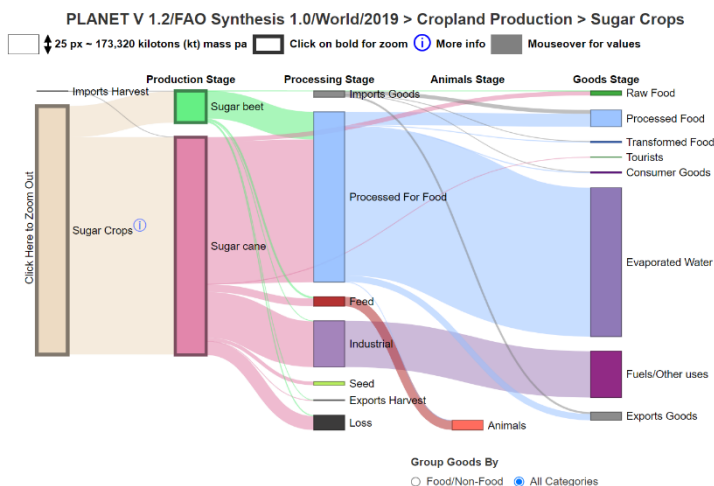 PLANET V 1.2/FAO Synthesis 1.0/World/2019 > Cropland Production > Sugar Crops
25 px ~ 173,320 kilotons (kt) mass pa Click on bold for zoom i More info Mouseover for values
Production Stage Processing Stage Animals Stage Goods Stage
Imports Harvest Imports Goods Raw Food
Sugar beet
Processed Food
Transformed Food
Tourists
Consumer Goods
Processed For Food
Click Here to Zoom Out
Sugar Crops i
Sugar cane
Evaporated Water
Feed
Industrial
Fuels/Other uses
Seed
Exports Harvest
Exports Goods
Loss
Animals
Group Goods By
Food/Non-Food All Categories